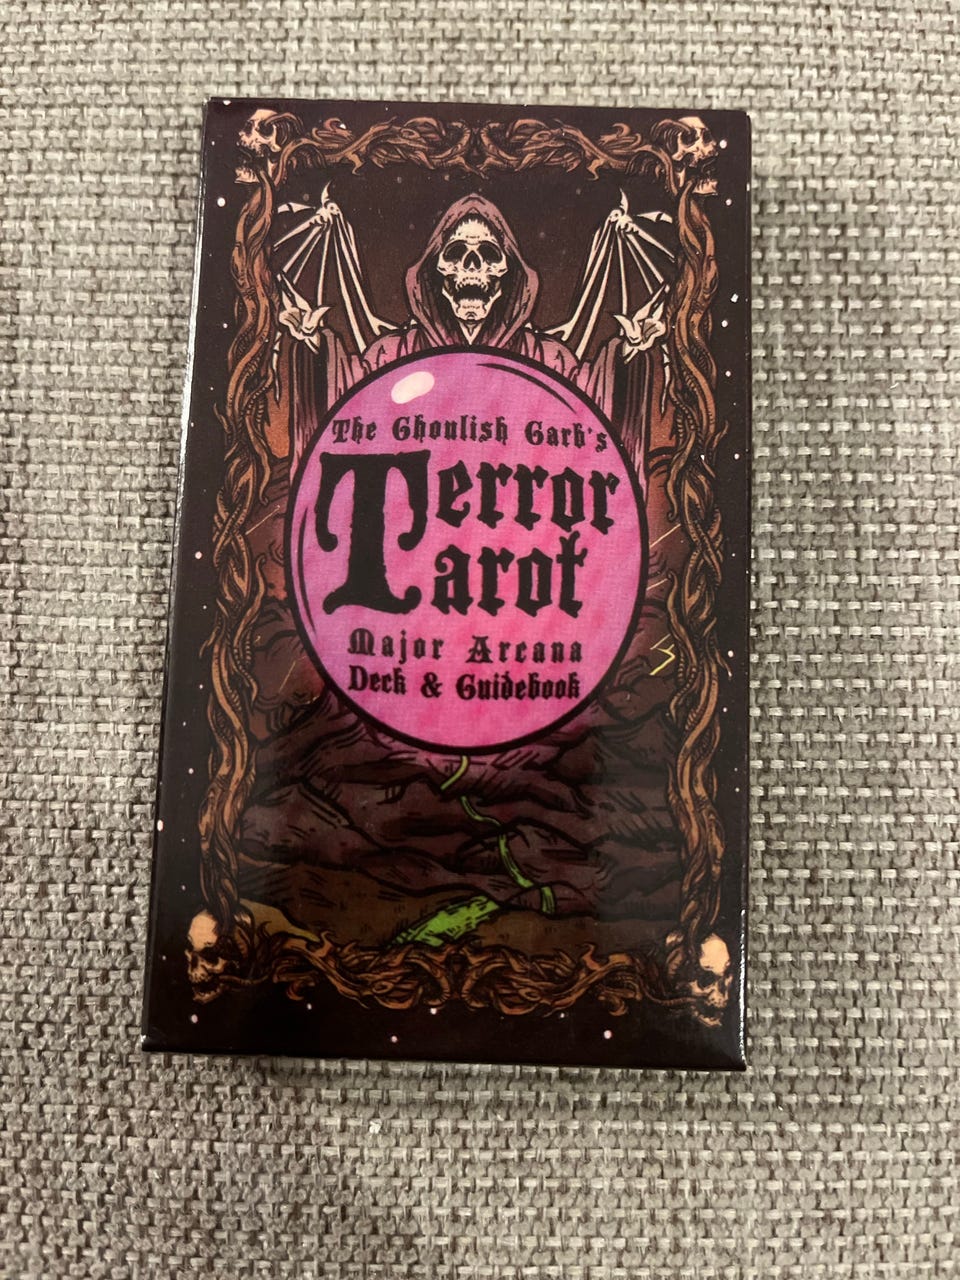 The Ghoulish Garb's
Terror
Tarot
Major Arcana
Deck & Guidebook